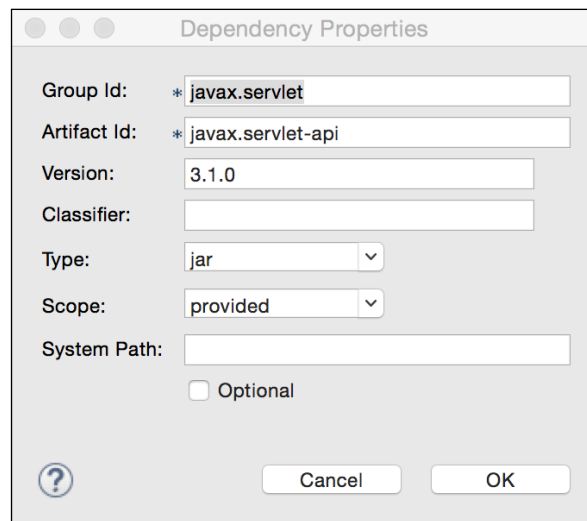 Dependency Properties
Group Id: * javax.servlet
Artifact Id: * javax.servlet-api
Version: 3.1.0
Classifier:
Type: jar
Scope: provided
System Path:
Optional
? Cancel OK